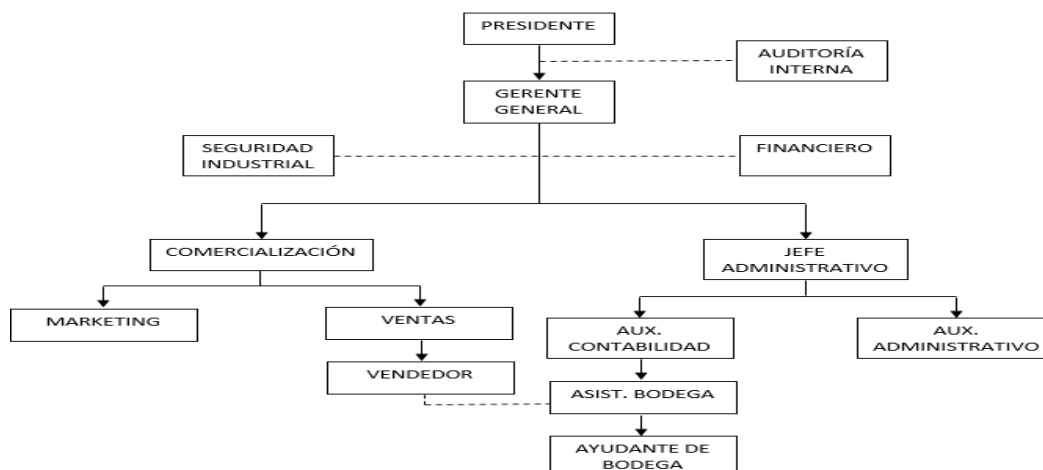 PRESIDENTE
AUDITORÍA
INTERNA
GERENTE
GENERAL
SEGURIDAD
INDUSTRIAL
FINANCIERO
COMERCIALIZACIÓN
JEFE
ADMINISTRATIVO
MARKETING
VENTAS
AUX.
CONTABILIDAD
AUX.
ADMINISTRATIVO
VENDEDOR
ASIST. BODEGA
AYUDANTE DE
BODEGA